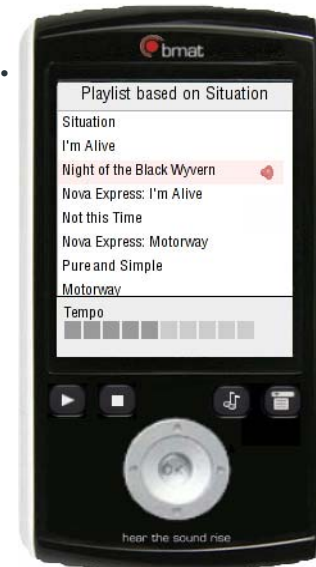 bmat
Playlist based on Situation
Situation
I'm Alive
Night of the Black Wyvern
Nova Express: I'm Alive
Not this Time
Nova Express: Motorway
Pure and Simple
Motorway
Tempo
OK
hear the sound rise